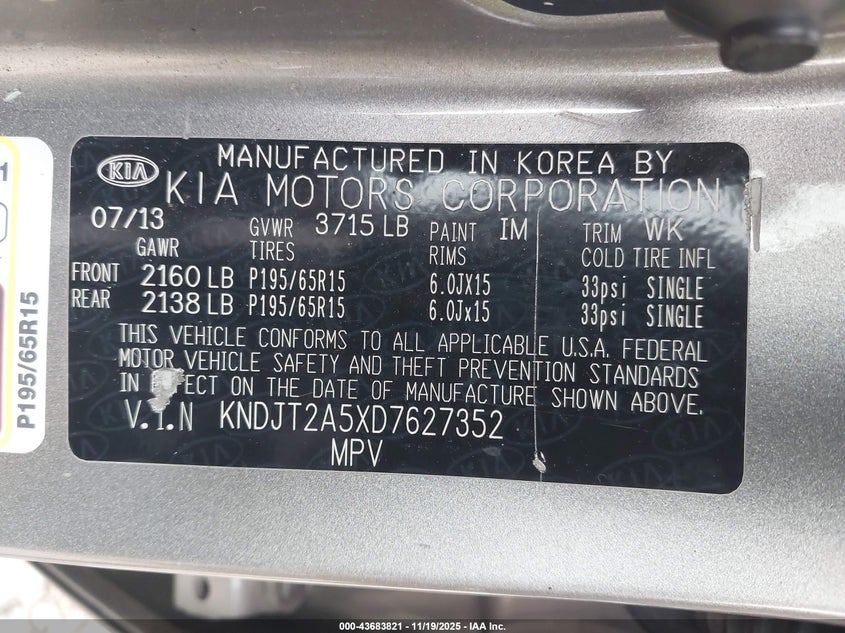 MANUFACTURED IN KOREA BY
KIA KIA MOTORS CORPORATION
07/13 GVWR 3715 LB PAINT IM TRIM WK
GAWR TIRES RIMS COLD TIRE INFL
FRONT 2160 LB P195/65R15 6.0JX15 33psi SINGLE
REAR 2138 LB P195/65R15 6.0Jx15 33psi SINGLE
THIS VEHICLE CONFORMS TO ALL APPLICABLE U.S.A. FEDERAL
MOTOR VEHICLE SAFETY AND THEFT PREVENTION STANDARDS
IN EFFECT ON THE DATE OF MANUFACTURE SHOWN ABOVE.
V.I.N KNDJT2A5XD7627352
MPV
P195/65R15
1
000-43683821 - 11/19/2025 - IAA Inc.